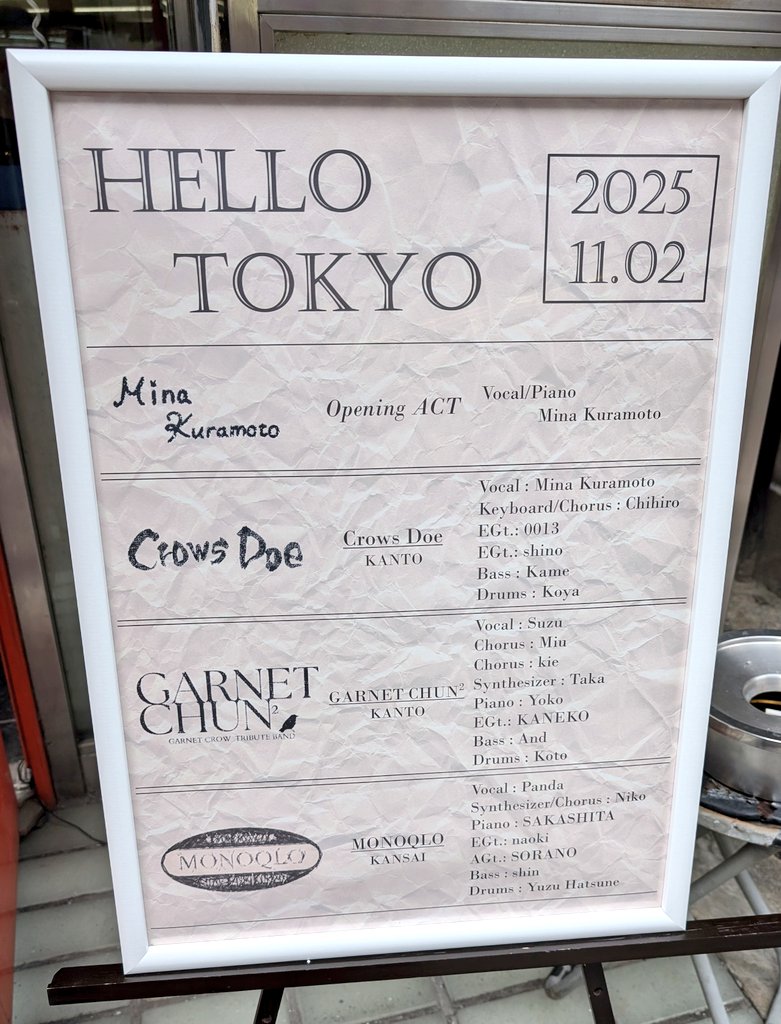 HELLO
TOKYO
2025
11.02
Mina
Kuramoto
Opening ACT
Vocal/Piano
Mina Kuramoto
Crows Doe
Crows Doe
KANTO
Vocal : Mina Kuramoto
Keyboard/Chorus : Chihiro
EGt.: 0013
EGt.: shino
Bass : Kame
Drums : Koya
GARNET
CHUN²
GARNET CROW TRIBUTE BAND
GARNET CHUN²
KANTO
Vocal : Suzu
Chorus : Miu
Chorus : kie
Synthesizer : Taka
Piano : Yoko
EGt.: KANEKO
Bass : And
Drums : Koto
MONOQLO
MONOQLO
KANSAI
Vocal : Panda
Synthesizer/Chorus : Niko
Piano : SAKASHITA
EGt.: naoki
AGt.: SORANO
Bass : shin
Drums : Yuzu Hatsune